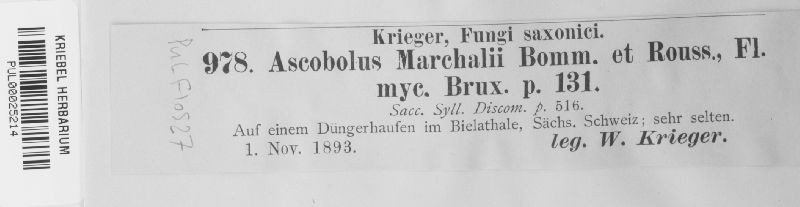 KRIEBEL HERBARIUM
PUL00025214
PUL F10527
Krieger, Fungi saxonici.
978. Ascobolus Marchalii Bomm. et Rouss., Fl.
myc. Brux. p. 131.
Sacc. Syll. Discom. p. 516.
Auf einem Düngerhaufen im Bielathale, Sächs. Schweiz; sehr selten.
1. Nov. 1893.
leg. W. Krieger.